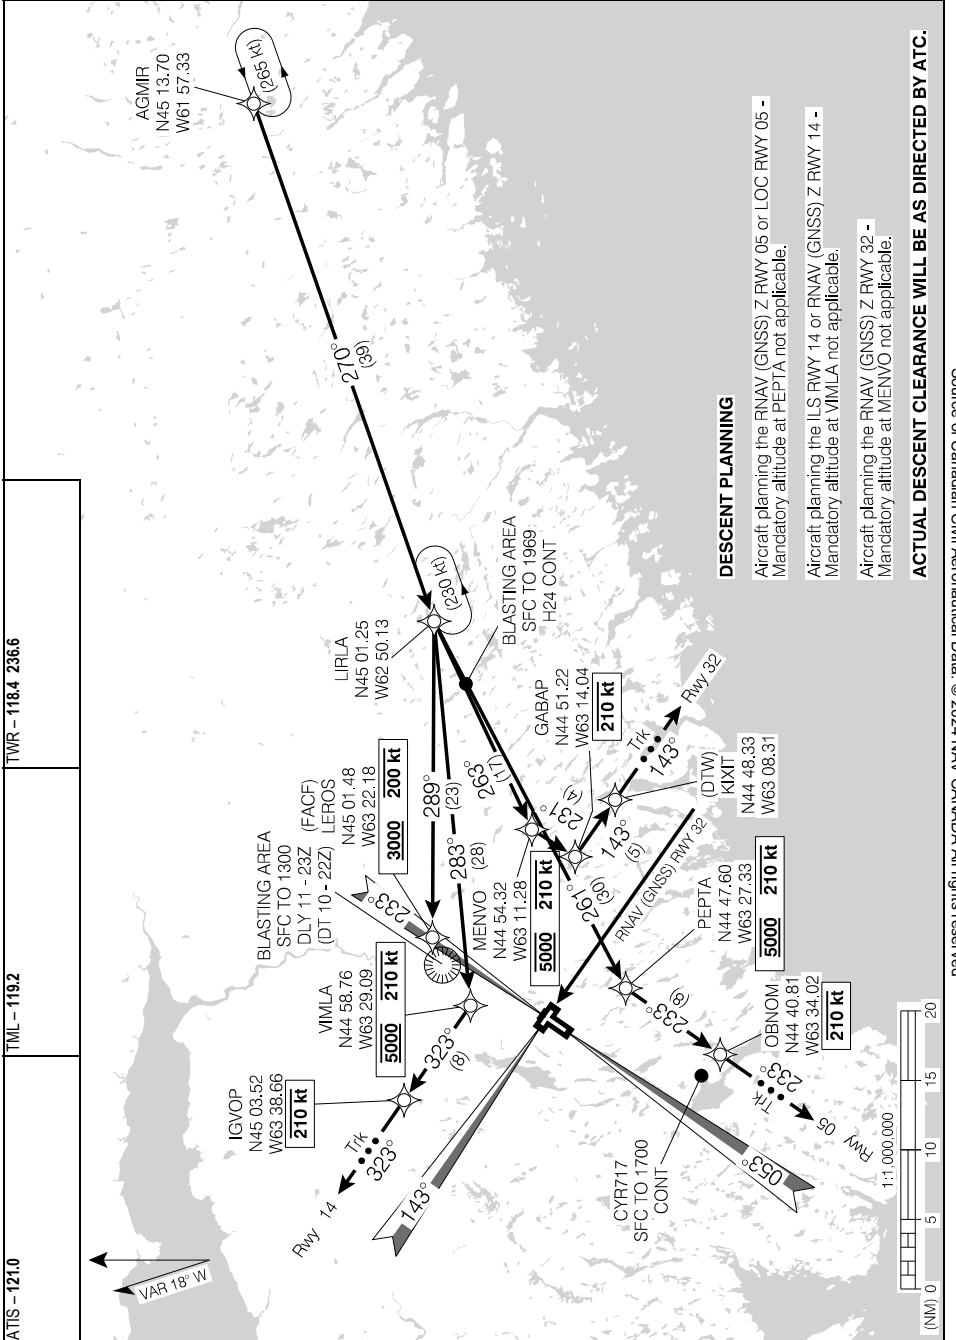 ATIS – 121.0
TML – 119.2
TWR – 118.4 236.6
VAR 18° W
AGMIR
N45 13.70
W61 57.33
(265 kt)
270°
(39)
LIRLA
N45 01.25
W62 50.13
(230 kt)
BLASTING AREA
SFC TO 1969
H24 CONT
BLASTING AREA
SFC TO 1300
DLY 11 - 23Z
(DT 10 - 22Z)
(FACF)
LEROS
N45 01.48
W63 22.18
3000 200 kt
289°
(23)
283°
(28)
263°
(17)
261°
(30)
233°
VIMLA
N44 58.76
W63 29.09
5000 210 kt
323°
(8)
IGVOP
N45 03.52
W63 38.66
210 kt
Trk
323°
Rwy 14
143°
MENVO
N44 54.32
W63 11.28
5000 210 kt
231°
(4)
GABAP
N44 51.22
W63 14.04
210 kt
143°
(5)
Trk
143°
Rwy 32
(DTW)
KIXIT
N44 48.33
W63 08.31
RNAV (GNSS) RWY 32
PEPTA
N44 47.60
W63 27.33
5000 210 kt
233°
(8)
OBNOM
N44 40.81
W63 34.02
210 kt
Trk
233°
Rwy 05
053°
CYR717
SFC TO 1700
CONT
DESCENT PLANNING
Aircraft planning the RNAV (GNSS) Z RWY 05 or LOC RWY 05 -
Mandatory altitude at PEPTA not applicable.
Aircraft planning the ILS RWY 14 or RNAV (GNSS) Z RWY 14 -
Mandatory altitude at VIMLA not applicable.
Aircraft planning the RNAV (GNSS) Z RWY 32 -
Mandatory altitude at MENVO not applicable.
ACTUAL DESCENT CLEARANCE WILL BE AS DIRECTED BY ATC.
1:1,000,000
(NM) 0 5 10 15 20
Source of Canadian Civil Aeronautical Data: © 2024 NAV CANADA All rights reserved